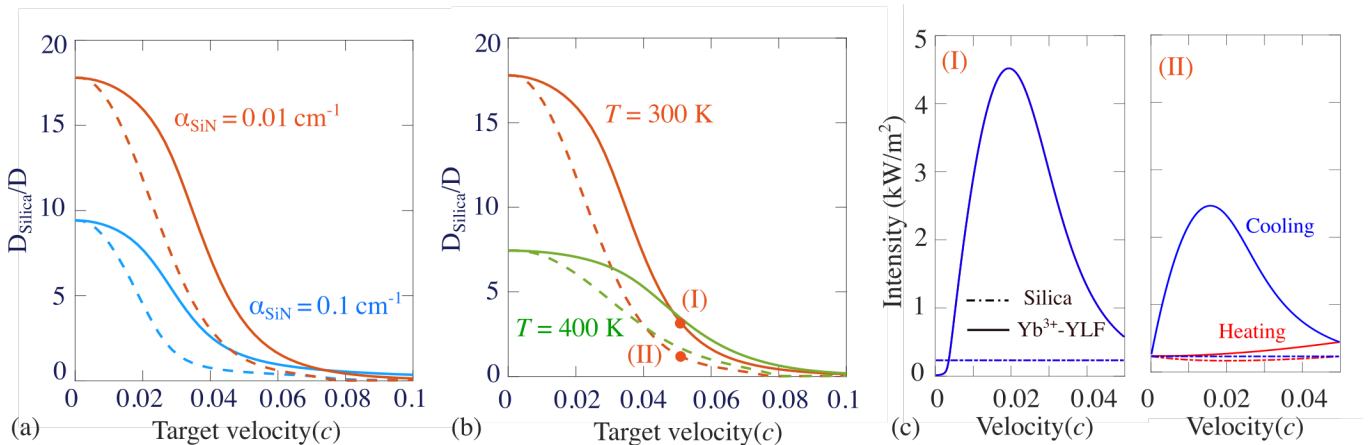 20
15
10
5
0
D_Silica/D
α_SiN = 0.01 cm⁻¹
α_SiN = 0.1 cm⁻¹
0 0.02 0.04 0.06 0.08 0.1
Target velocity(c)
(a)
20
15
10
5
0
D_Silica/D
T = 300 K
(I)
T = 400 K
(II)
0 0.02 0.04 0.06 0.08 0.1
Target velocity(c)
(b)
5
4
3
2
1
0
Intensity (kW/m²)
(I)
Silica
Yb³⁺-YLF
0 0.02 0.04
Velocity(c)
(c)
(II)
Cooling
Heating
0 0.02 0.04
Velocity(c)